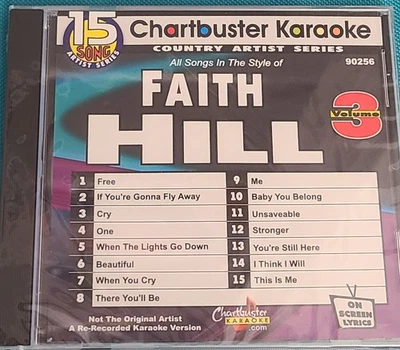 15
SONG
ARTIST SERIES
Chartbuster Karaoke
COUNTRY ARTIST SERIES
All Songs In The Style of
90256
FAITH
HILL
Volume
3
1 Free
2 If You're Gonna Fly Away
3 Cry
4 One
5 When The Lights Go Down
6 Beautiful
7 When You Cry
8 There You'll Be
9 Me
10 Baby You Belong
11 Unsaveable
12 Stronger
13 You're Still Here
14 I Think I Will
15 This Is Me
Not The Original Artist
A Re-Recorded Karaoke Version
Chartbuster
KARAOKE
.com
ON
SCREEN
LYRICS